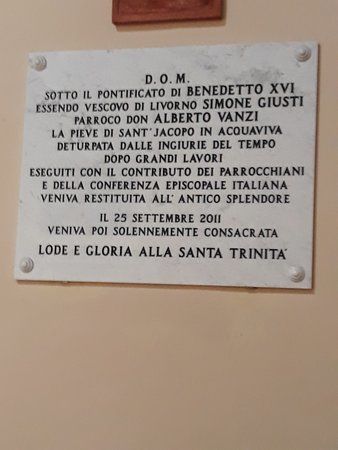 D.O.M.
SOTTO IL PONTIFICATO DI BENEDETTO XVI
ESSENDO VESCOVO DI LIVORNO SIMONE GIUSTI
PARROCO DON ALBERTO VANZI
LA PIEVE DI SANT'JACOPO IN ACQUAVIVA
DETURPATA DALLE INGIURIE DEL TEMPO
DOPO GRANDI LAVORI
ESEGUITI CON IL CONTRIBUTO DEI PARROCCHIANI
E DELLA CONFERENZA EPISCOPALE ITALIANA
VENIVA RESTITUITA ALL'ANTICO SPLENDORE
IL 25 SETTEMBRE 2011
VENIVA POI SOLENNEMENTE CONSACRATA
LODE E GLORIA ALLA SANTA TRINITA'